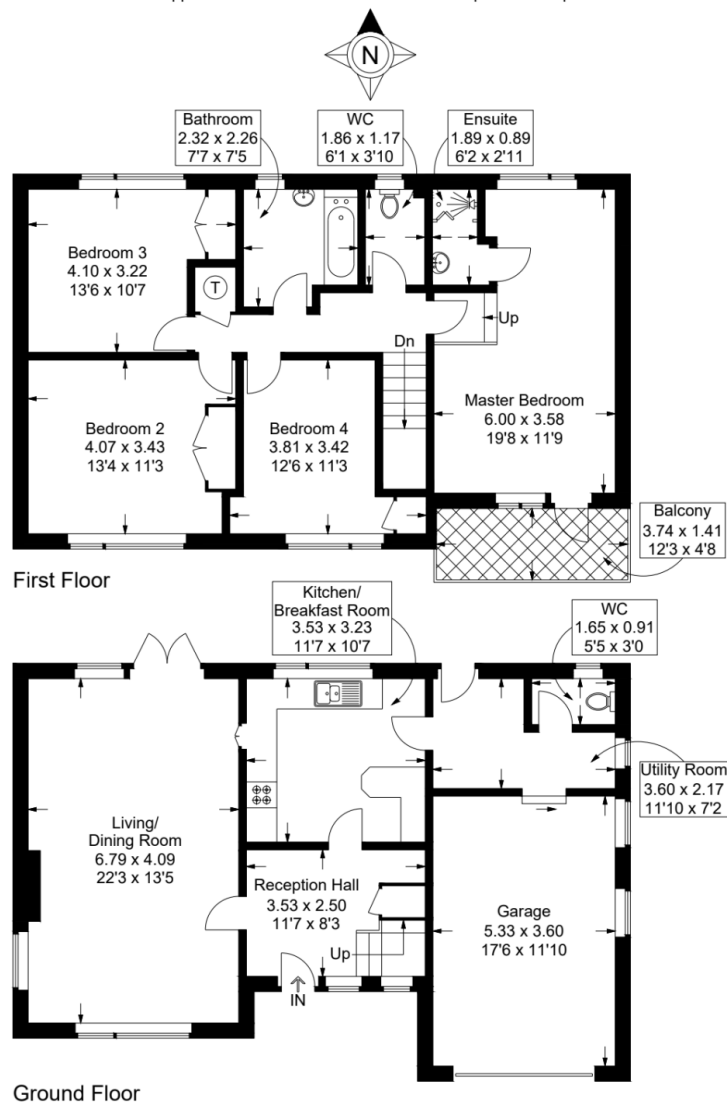 N
Bathroom
2.32 x 2.26
7'7 x 7'5
WC
1.86 x 1.17
6'1 x 3'10
Ensuite
1.89 x 0.89
6'2 x 2'11
Bedroom 3
4.10 x 3.22
13'6 x 10'7
T
Up
Dn
Master Bedroom
6.00 x 3.58
19'8 x 11'9
Bedroom 2
4.07 x 3.43
13'4 x 11'3
Bedroom 4
3.81 x 3.42
12'6 x 11'3
Balcony
3.74 x 1.41
12'3 x 4'8
First Floor
Kitchen/
Breakfast Room
3.53 x 3.23
11'7 x 10'7
WC
1.65 x 0.91
5'5 x 3'0
Utility Room
3.60 x 2.17
11'10 x 7'2
Living/
Dining Room
6.79 x 4.09
22'3 x 13'5
Reception Hall
3.53 x 2.50
11'7 x 8'3
Up
IN
Garage
5.33 x 3.60
17'6 x 11'10
Ground Floor